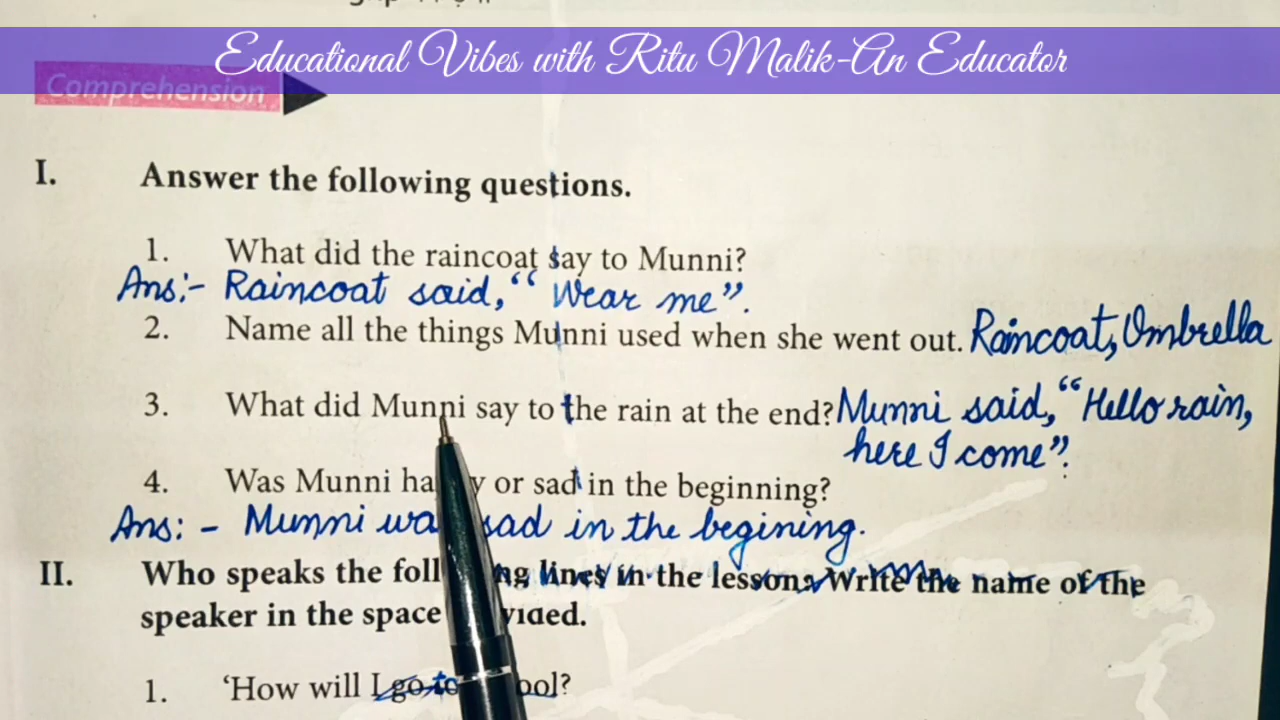 Educational Vibes with Ritu Malik-An Educator
Comprehension
I. Answer the following questions.
1. What did the raincoat say to Munni?
Ans:- Raincoat said, “Wear me”.
2. Name all the things Munni used when she went out. Raincoat, Umbrella
3. What did Munni say to the rain at the end? Munni said, “Hello rain,
here I come”.
4. Was Munni or sad in the beginning?
Ans: - Munni sad in the begining.
II. Who speaks the lines in the lesson. Write the name of the
speaker in the space
1. ‘How will I go to